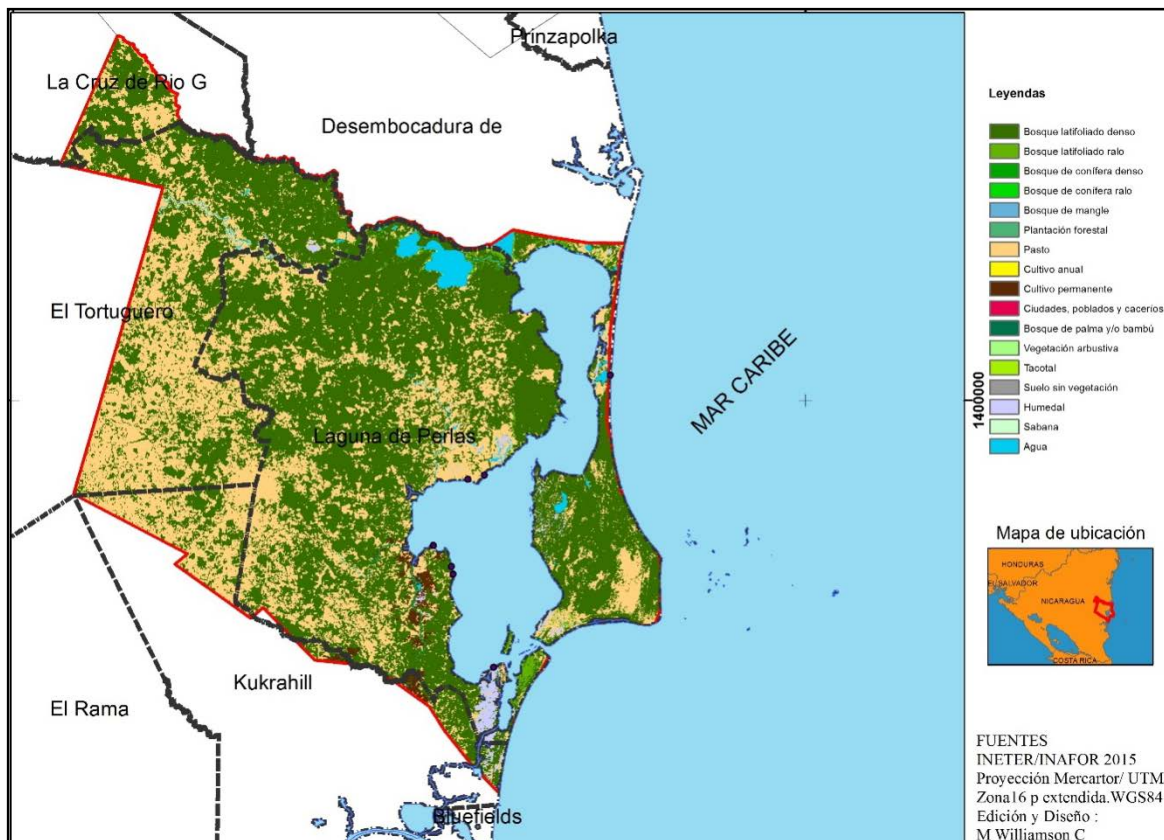 Prinzapolka
La Cruz de Rio G
Desembocadura de
El Tortuguero
Laguna de Perlas
MAR CARIBE
Kukrahill
El Rama
Bluefields
1400000
Leyendas
Bosque latifoliado denso
Bosque latifoliado ralo
Bosque de conífera denso
Bosque de conífera ralo
Bosque de mangle
Plantación forestal
Pasto
Cultivo anual
Cultivo permanente
Ciudades, poblados y caceríos
Bosque de palma y/o bambú
Vegetación arbustiva
Tacotal
Suelo sin vegetación
Humedal
Sabana
Agua
Mapa de ubicación
HONDURAS
EL SALVADOR
NICARAGUA
COSTA RICA
FUENTES
INETER/INAFOR 2015
Proyección Mercartor/ UTM
Zona16 p extendida.WGS84
Edición y Diseño :
M Williamson C